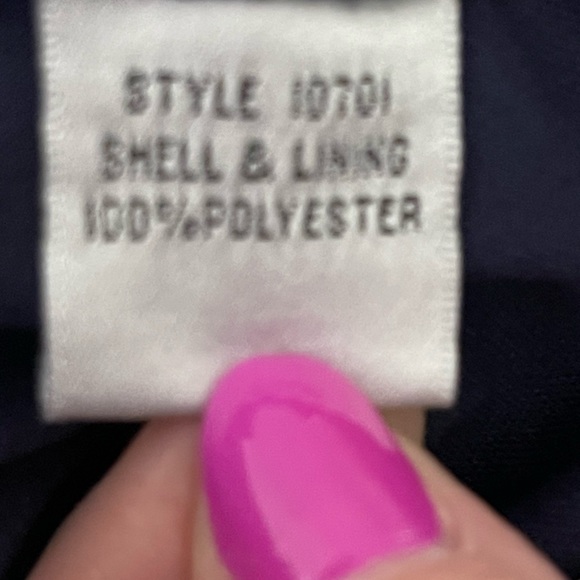 STYLE 10701
SHELL & LINING
100%POLYESTER